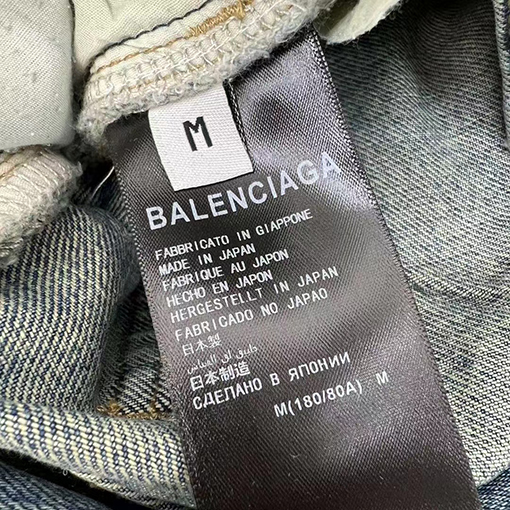 M
BALENCIAGA
FABBRICATO IN GIAPPONE
MADE IN JAPAN
FABRIQUE AU JAPON
HECHO EN JAPON
HERGESTELLT IN JAPAN
FABRICADO NO JAPAO
日本製
日本制造
СДЕЛАНО В ЯПОНИИ
M(180/80A) M